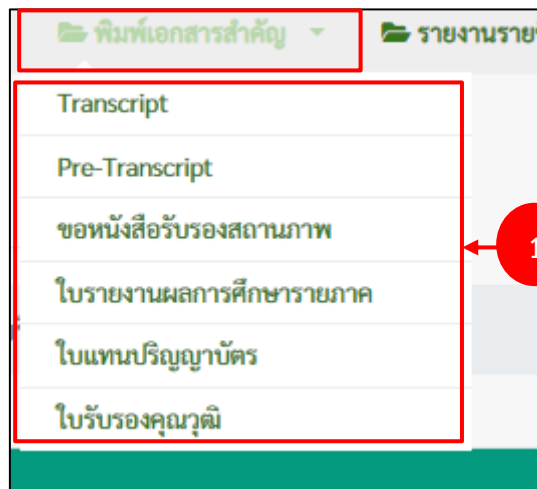 พิมพ์เอกสารสำคัญ รายงานราย
Transcript
Pre-Transcript
ขอหนังสือรับรองสถานภาพ
1
ใบรายงานผลการศึกษารายภาค
ใบแทนปริญญาบัตร
ใบรับรองคุณวุฒิ